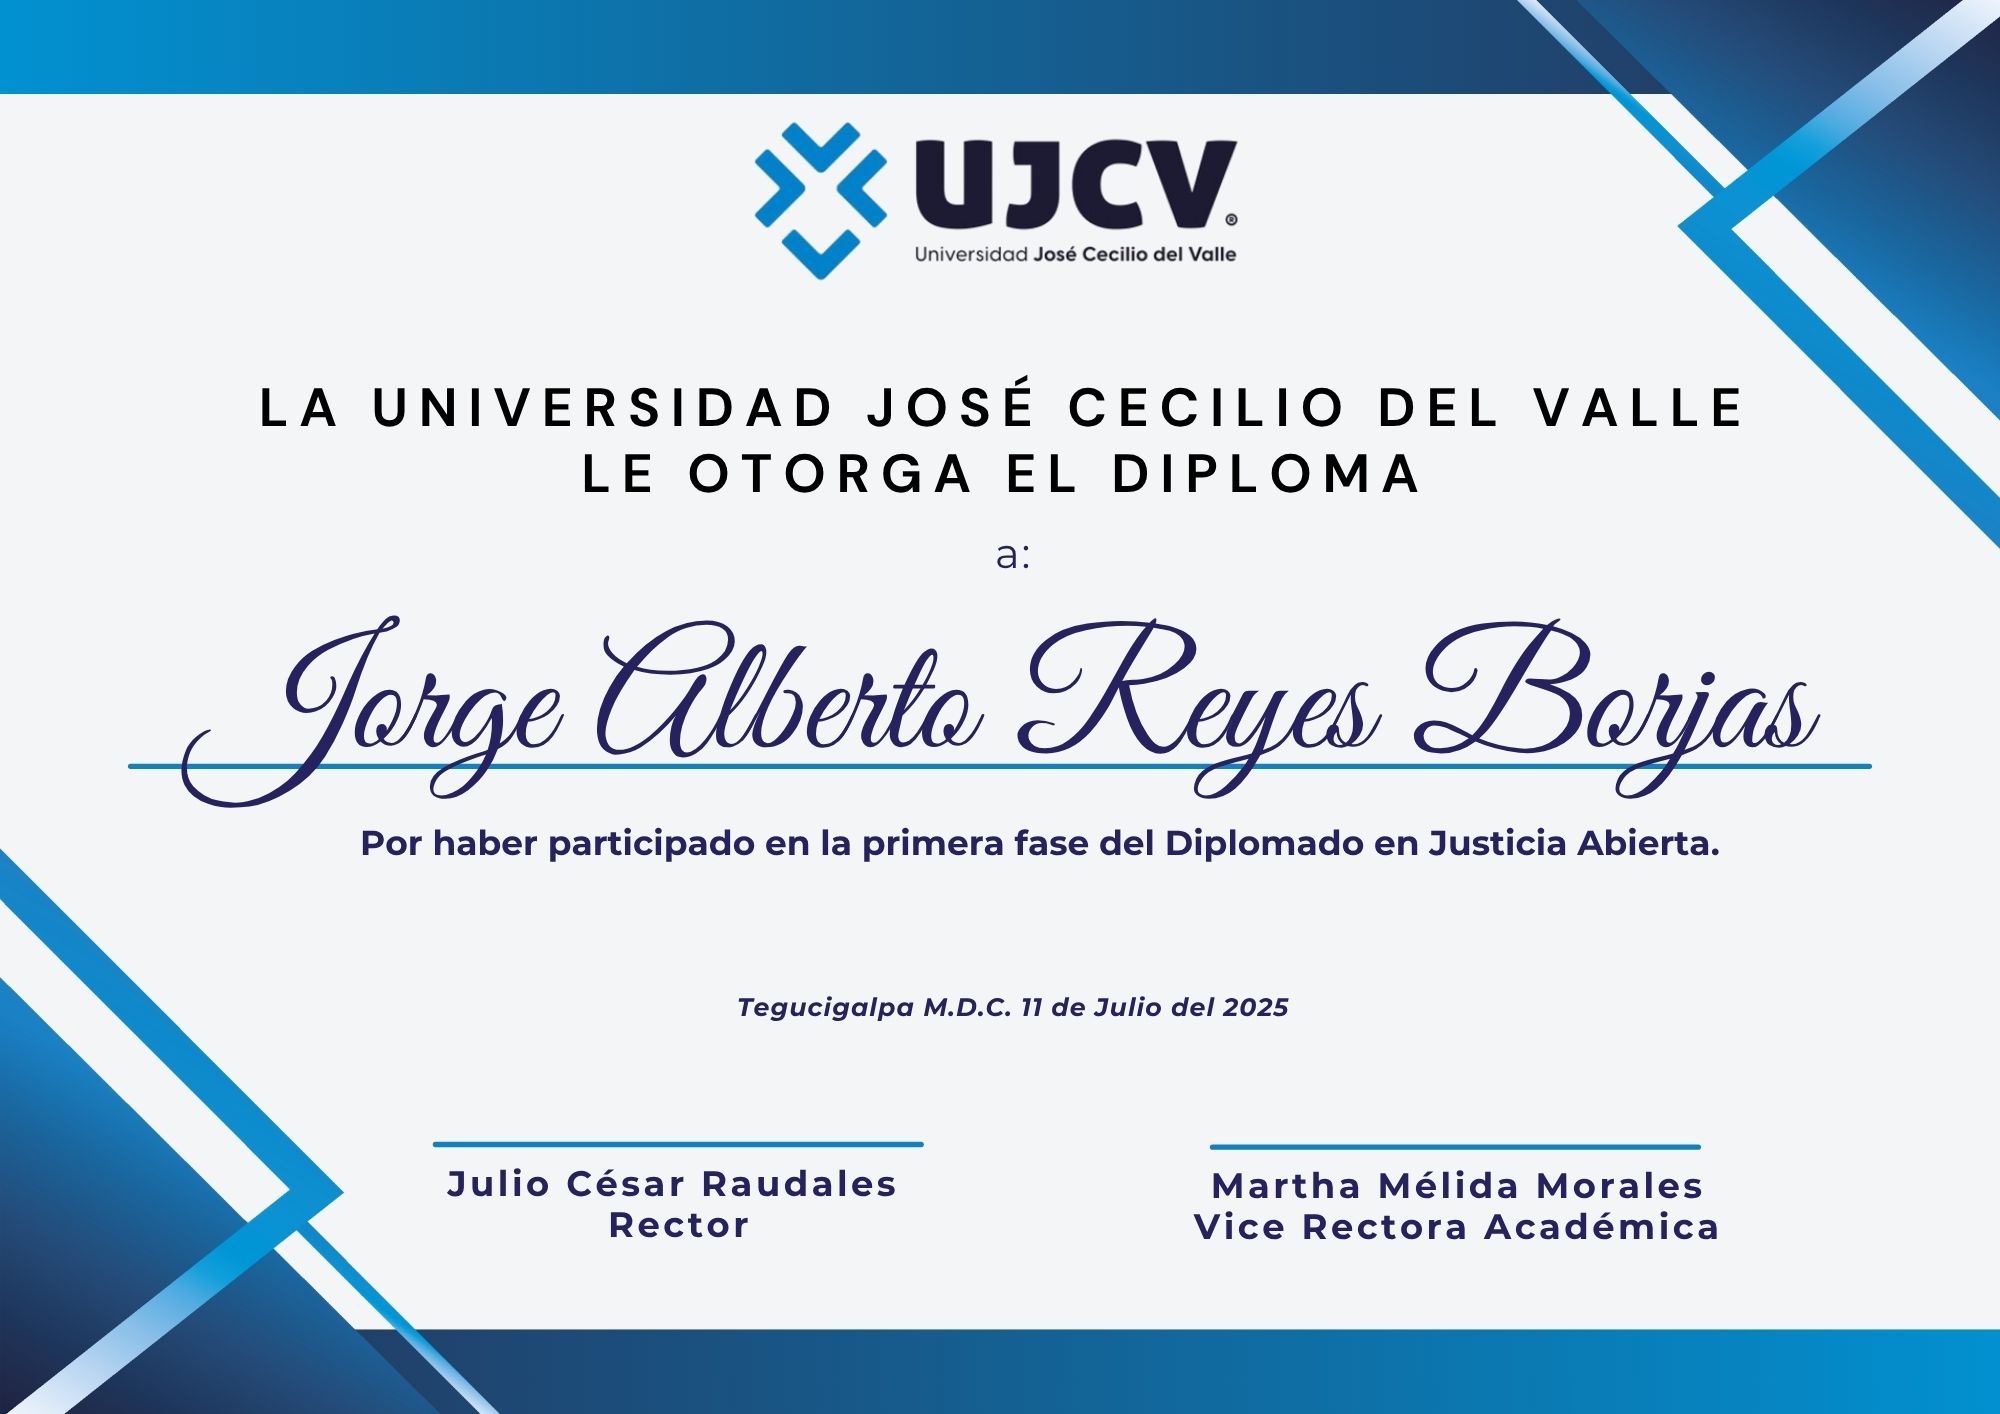 UJCV®
Universidad José Cecilio del Valle
LA UNIVERSIDAD JOSÉ CECILIO DEL VALLE
LE OTORGA EL DIPLOMA
a:
Jorge Alberto Reyes Borjas
Por haber participado en la primera fase del Diplomado en Justicia Abierta.
Tegucigalpa M.D.C. 11 de Julio del 2025
Julio César Raudales
Rector
Martha Mélida Morales
Vice Rectora Académica